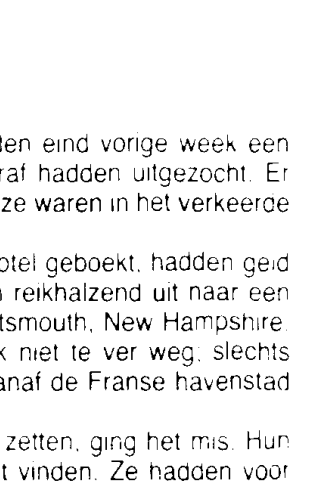 den eind vorige week een
raf hadden uitgezocht. Er
ze waren in het verkeerde
otel geboekt, hadden geld
reikhalzend uit naar een
tsmouth, New Hampshire.
k niet te ver weg; slechts
anaf de Franse havenstad
zetten, ging het mis. Hun
t vinden. Ze hadden voor